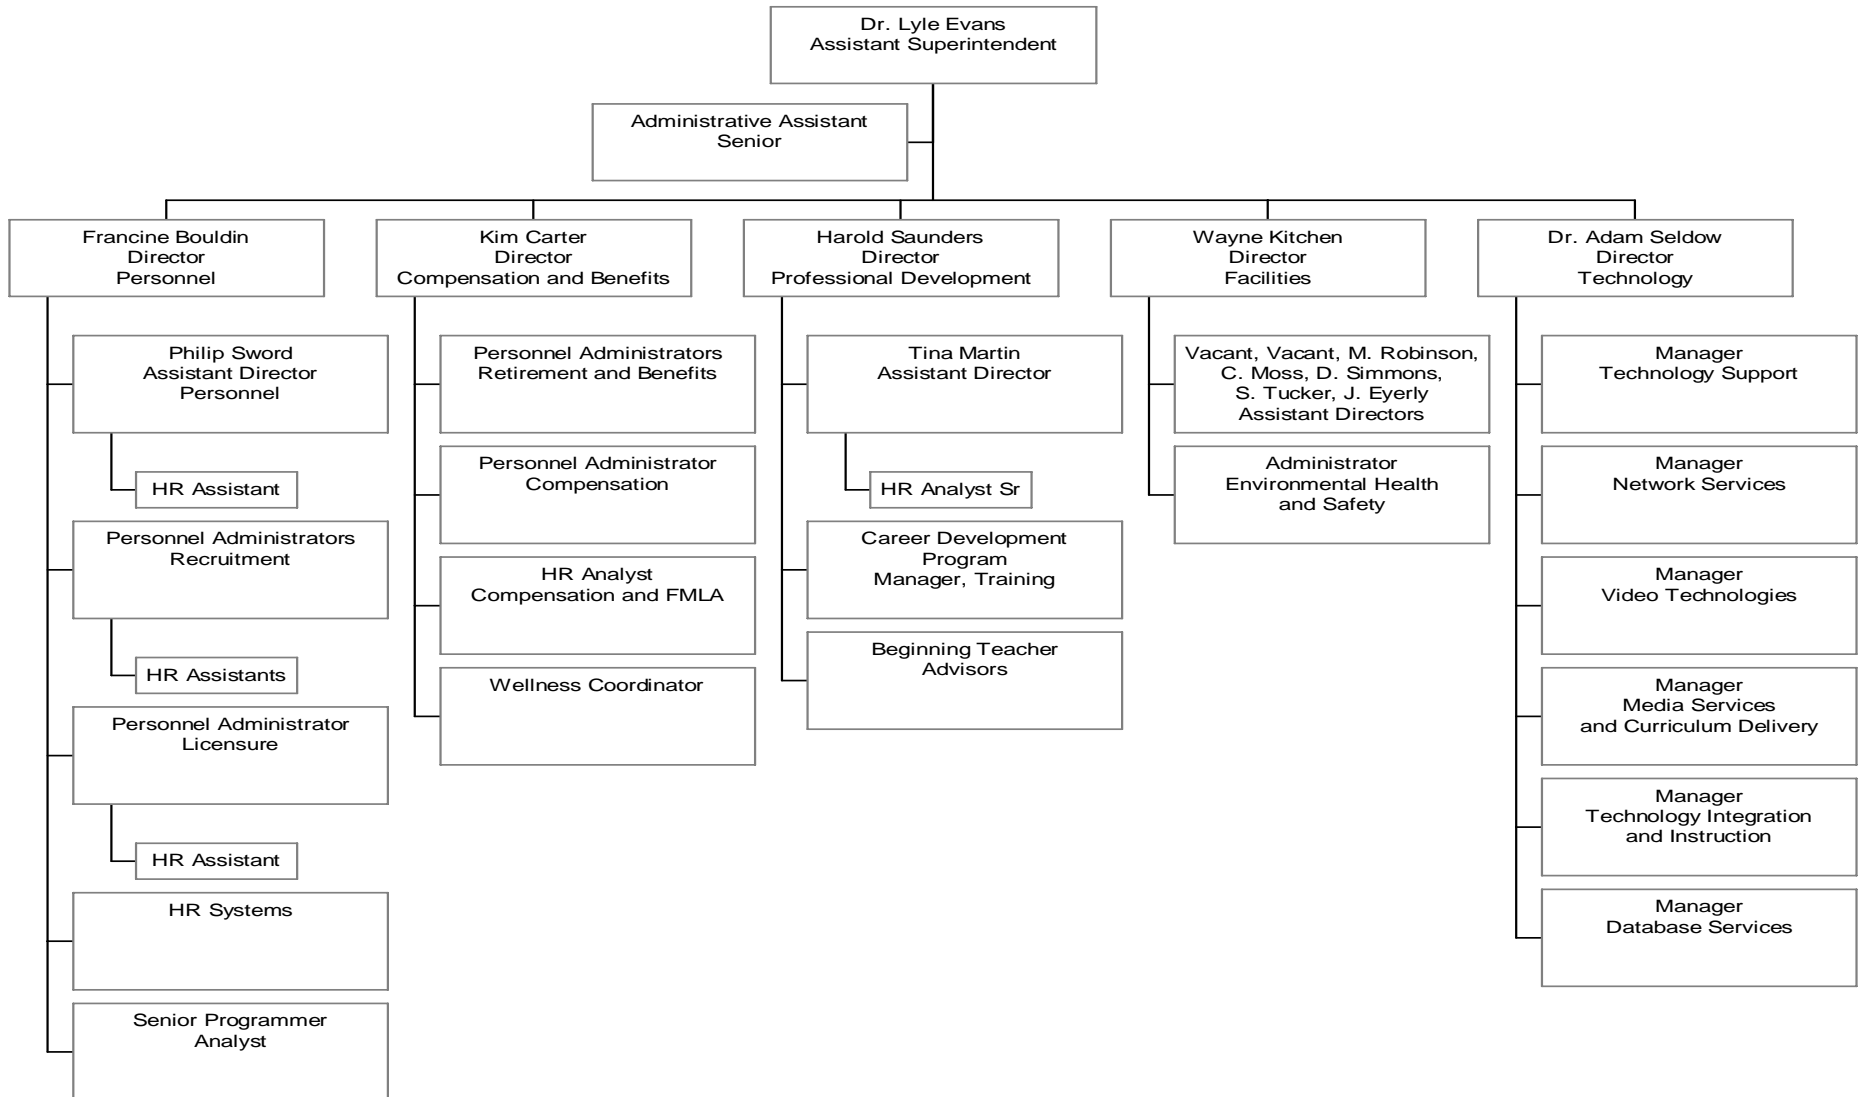 Dr. Lyle Evans
Assistant Superintendent
Administrative Assistant
Senior
Francine Bouldin
Director
Personnel
Kim Carter
Director
Compensation and Benefits
Harold Saunders
Director
Professional Development
Wayne Kitchen
Director
Facilities
Dr. Adam Seldow
Director
Technology
Philip Sword
Assistant Director
Personnel
HR Assistant
Personnel Administrators
Recruitment
HR Assistants
Personnel Administrator
Licensure
HR Assistant
HR Systems
Senior Programmer
Analyst
Personnel Administrators
Retirement and Benefits
Personnel Administrator
Compensation
HR Analyst
Compensation and FMLA
Wellness Coordinator
Tina Martin
Assistant Director
HR Analyst Sr
Career Development
Program
Manager, Training
Beginning Teacher
Advisors
Vacant, Vacant, M. Robinson,
C. Moss, D. Simmons,
S. Tucker, J. Eyerly
Assistant Directors
Administrator
Environmental Health
and Safety
Manager
Technology Support
Manager
Network Services
Manager
Video Technologies
Manager
Media Services
and Curriculum Delivery
Manager
Technology Integration
and Instruction
Manager
Database Services